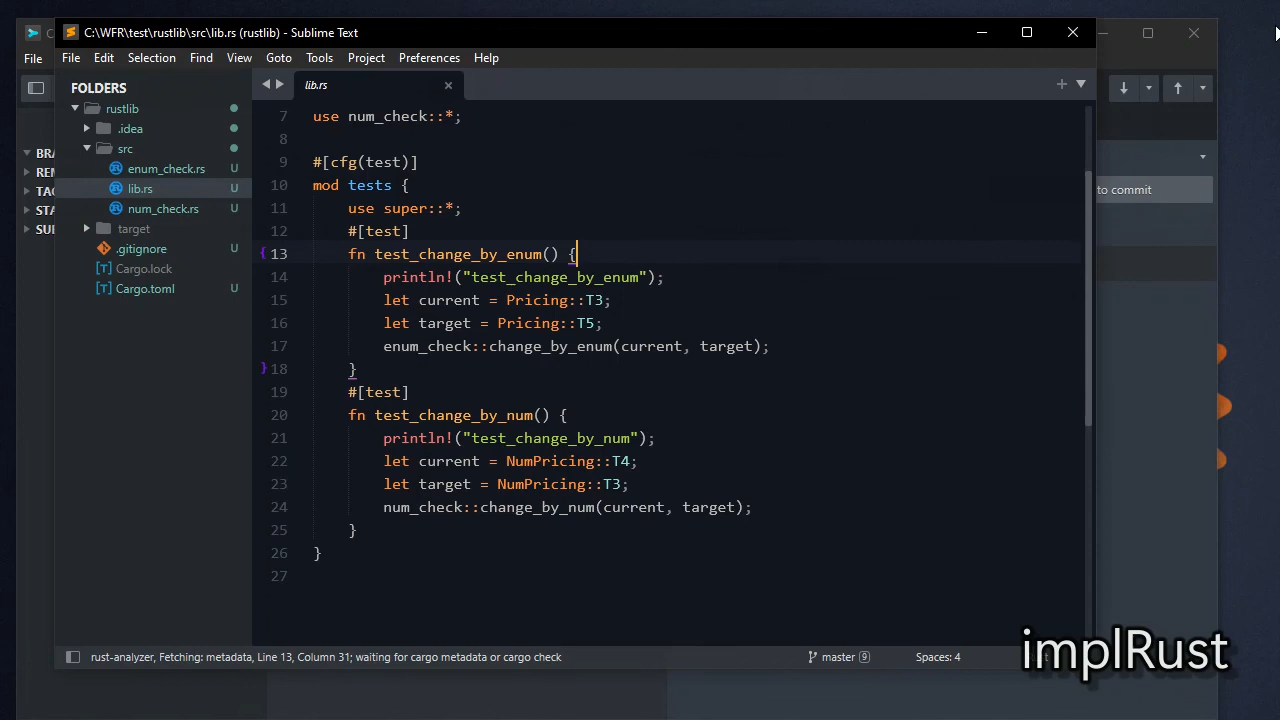 C:\WFR\test\rustlib\src\lib.rs (rustlib) - Sublime Text
File
File Edit Selection Find View Goto Tools Project Preferences Help
FOLDERS
rustlib
.idea
src
enum_check.rs U
lib.rs U
num_check.rs U
target
.gitignore U
Cargo.lock
Cargo.toml U
BRA
REM
TAG
STA
SUB
lib.rs
7 use num_check::*;
8
9 #[cfg(test)]
10 mod tests {
11 use super::*;
12 #[test]
13 fn test_change_by_enum() {
14 println!("test_change_by_enum");
15 let current = Pricing::T3;
16 let target = Pricing::T5;
17 enum_check::change_by_enum(current, target);
18 }
19 #[test]
20 fn test_change_by_num() {
21 println!("test_change_by_num");
22 let current = NumPricing::T4;
23 let target = NumPricing::T3;
24 num_check::change_by_num(current, target);
25 }
26 }
27
to commit
rust-analyzer, Fetching: metadata, Line 13, Column 31; waiting for cargo metadata or cargo check
master 9
Spaces: 4
implRust